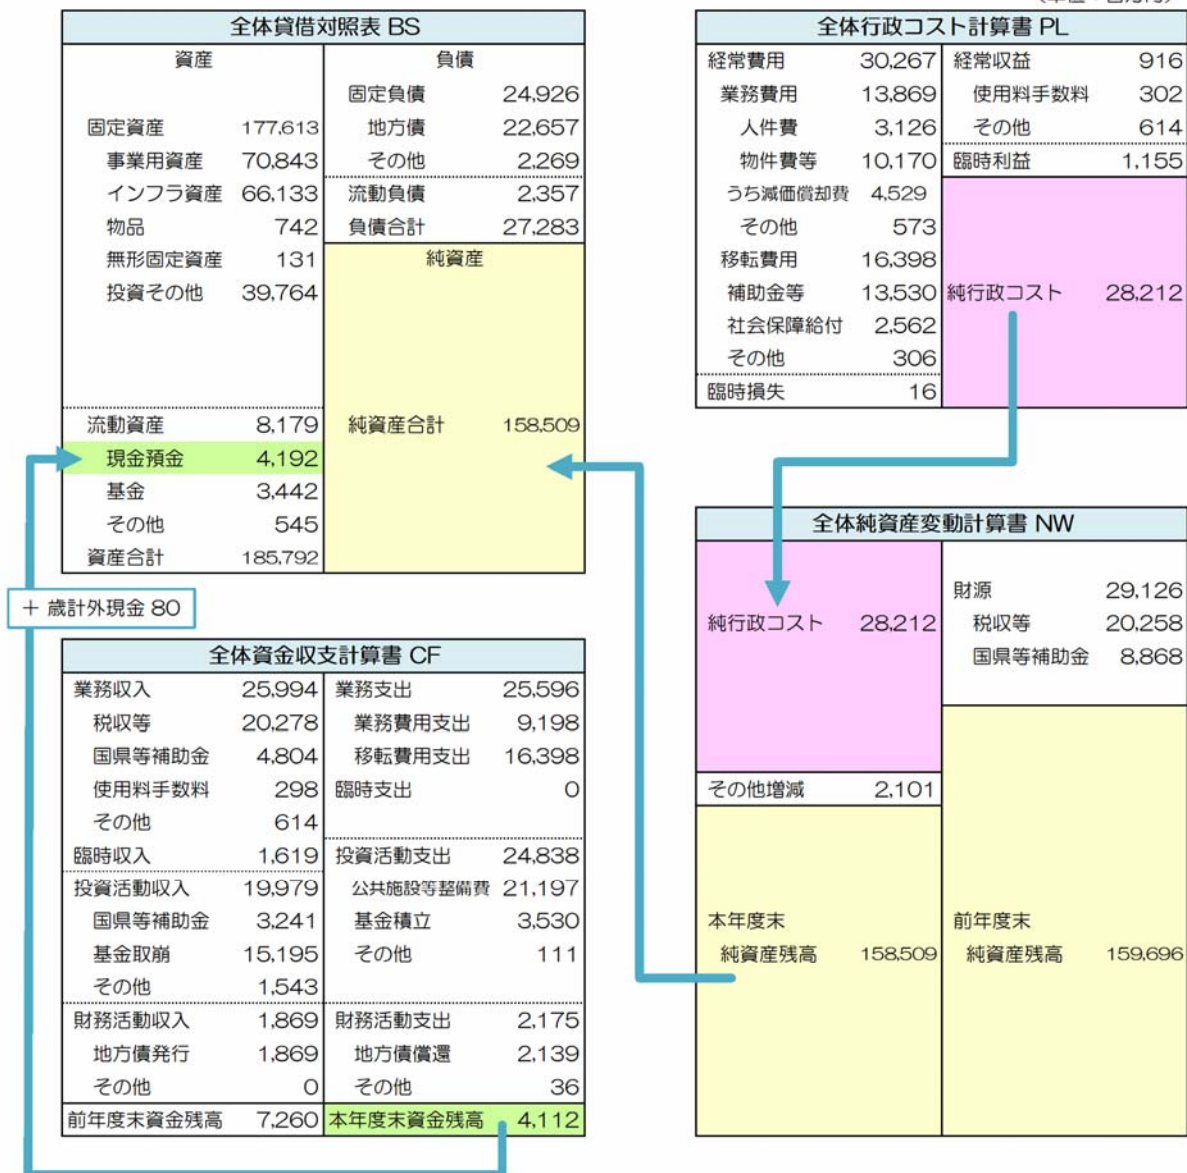 全体貸借対照表 BS
資産 負債
固定負債 24,926
固定資産 177,613 地方債 22,657
事業用資産 70,843 その他 2,269
インフラ資産 66,133 流動負債 2,357
物品 742 負債合計 27,283
無形固定資産 131 純資産
投資その他 39,764
流動資産 8,179 純資産合計 158,509
現金預金 4,192
基金 3,442
その他 545
資産合計 185,792
+ 歳計外現金 80
全体行政コスト計算書 PL
経常費用 30,267 経常収益 916
業務費用 13,869 使用料手数料 302
人件費 3,126 その他 614
物件費等 10,170 臨時利益 1,155
うち減価償却費 4,529
その他 573
移転費用 16,398
補助金等 13,530 純行政コスト 28,212
社会保障給付 2,562
その他 306
臨時損失 16
全体資金収支計算書 CF
業務収入 25,994 業務支出 25,596
税収等 20,278 業務費用支出 9,198
国県等補助金 4,804 移転費用支出 16,398
使用料手数料 298 臨時支出 0
その他 614
臨時収入 1,619 投資活動支出 24,838
投資活動収入 19,979 公共施設等整備費 21,197
国県等補助金 3,241 基金積立 3,530
基金取崩 15,195 その他 111
その他 1,543
財務活動収入 1,869 財務活動支出 2,175
地方債発行 1,869 地方債償還 2,139
その他 0 その他 36
前年度末資金残高 7,260 本年度末資金残高 4,112
全体純資産変動計算書 NW
財源 29,126
純行政コスト 28,212 税収等 20,258
国県等補助金 8,868
その他増減 2,101
本年度末 前年度末
純資産残高 158,509 純資産残高 159,696